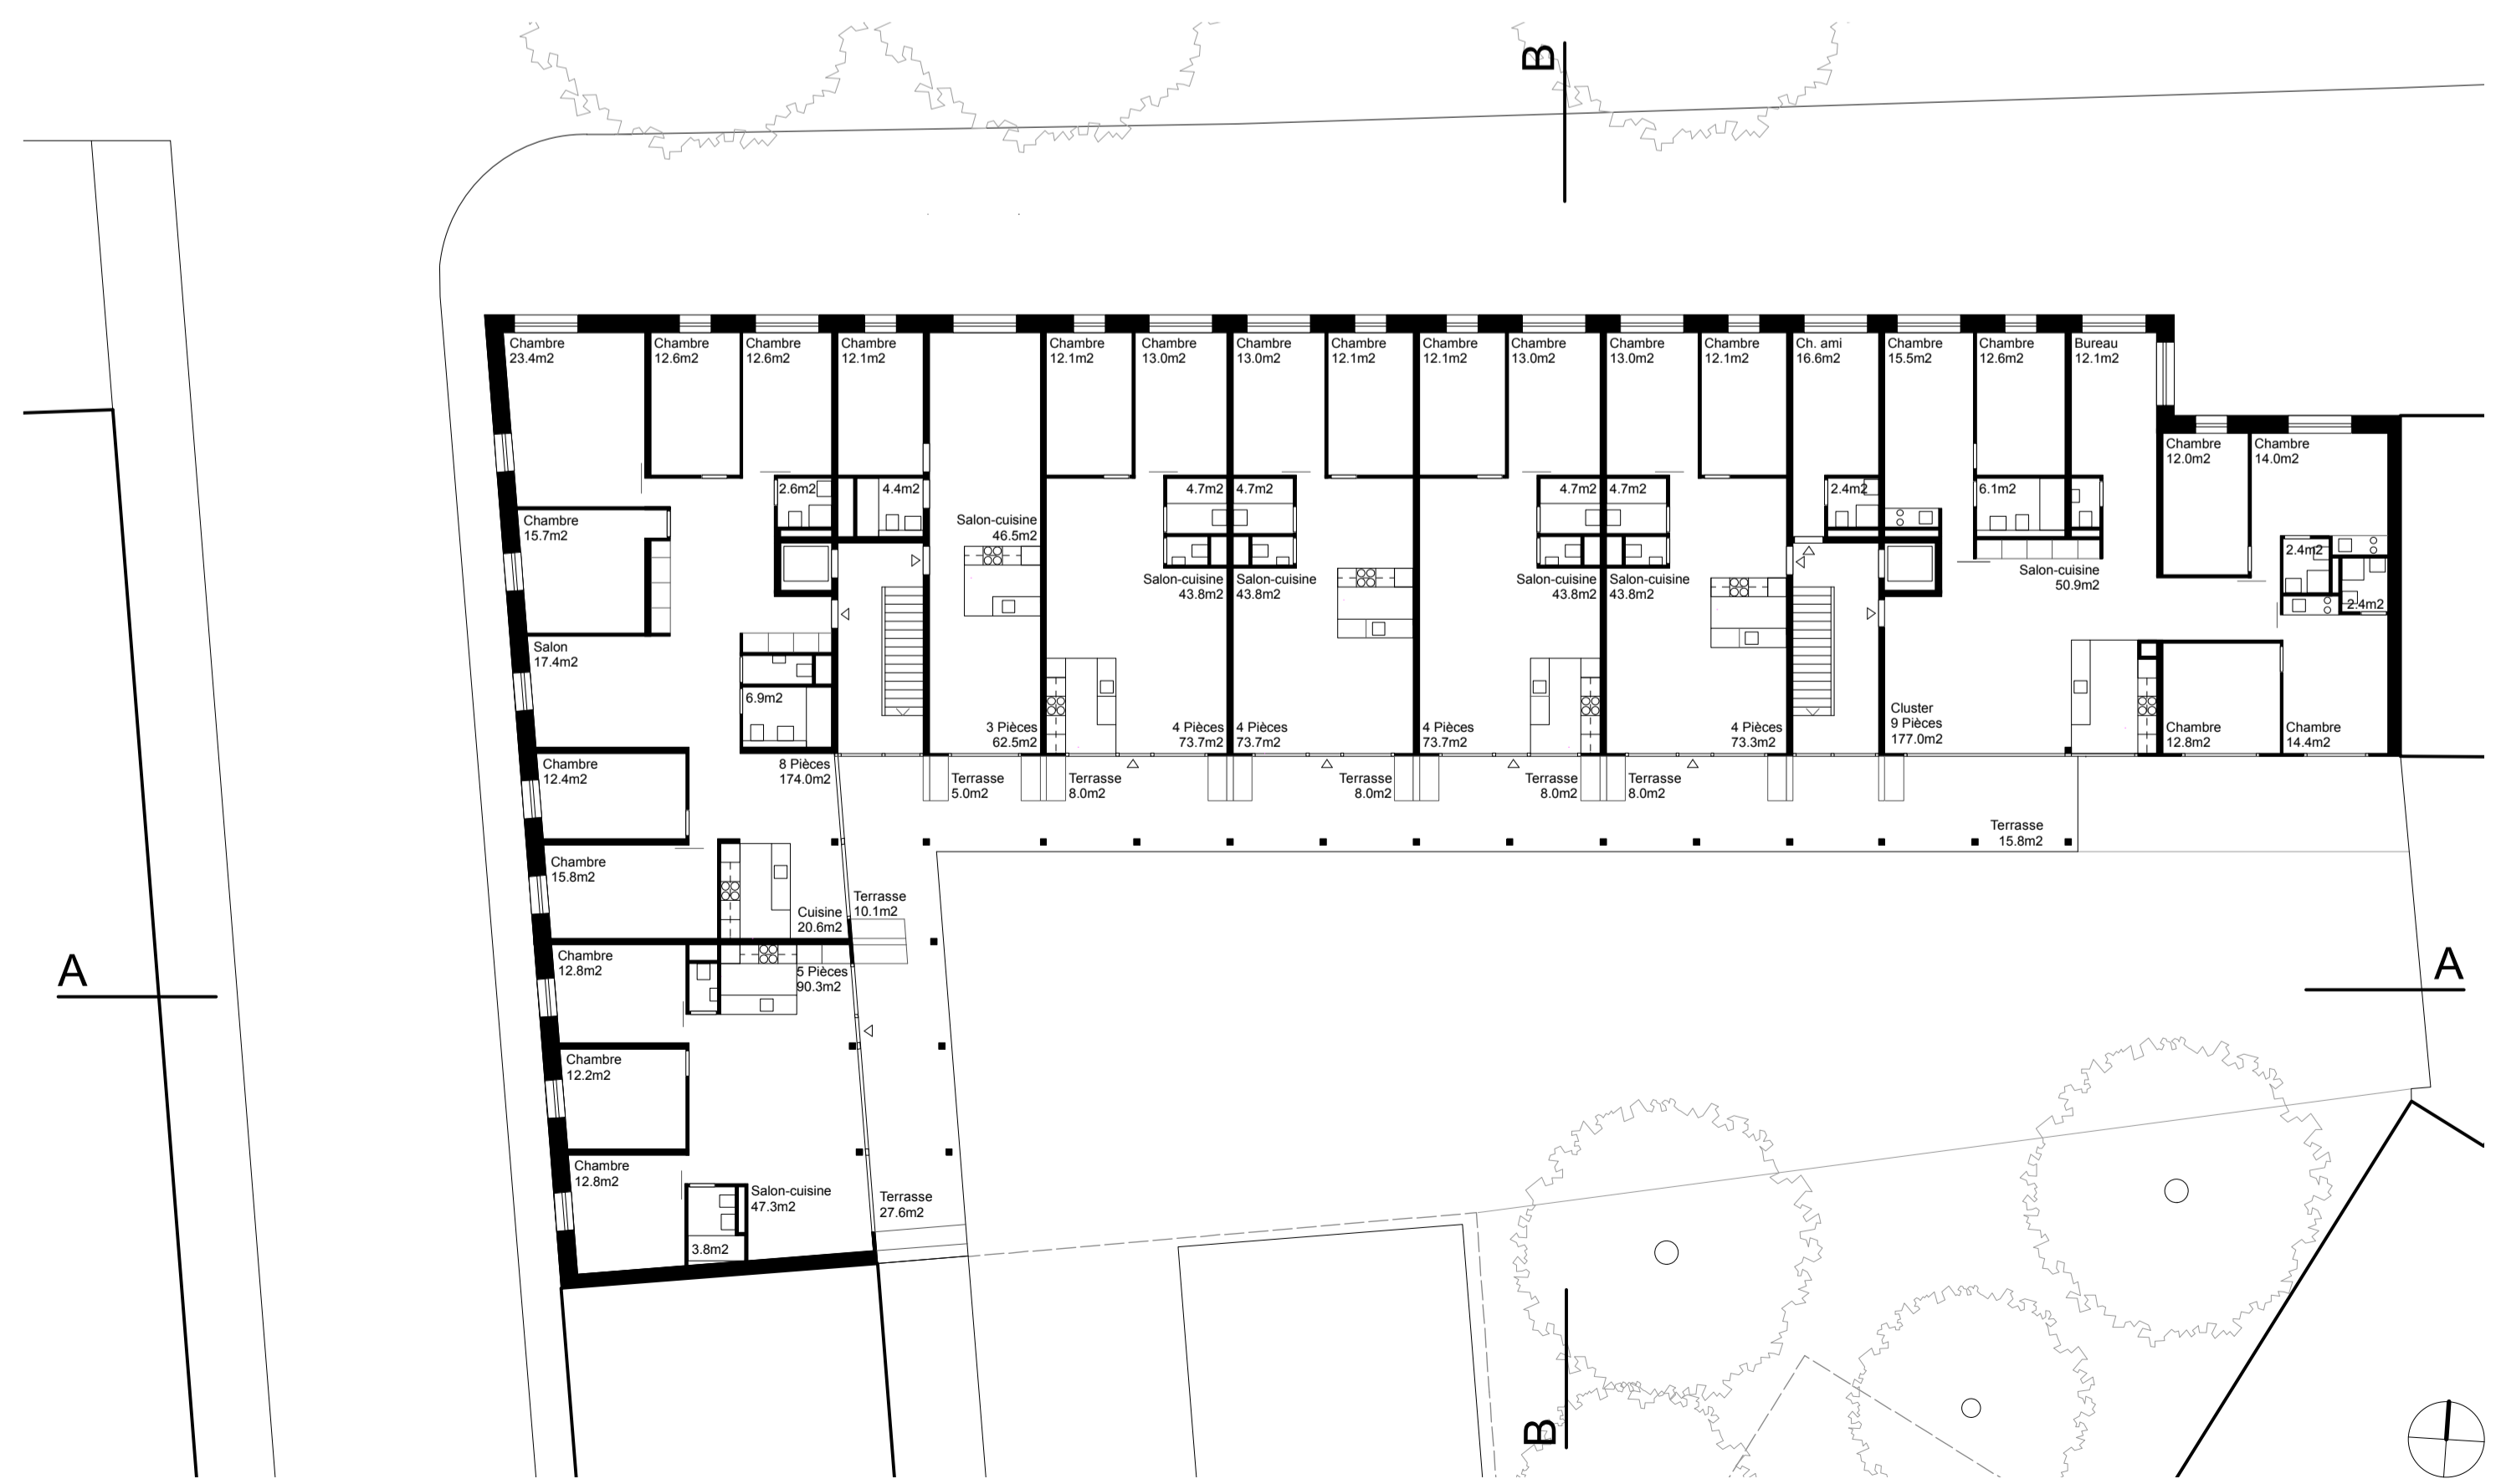 B
Chambre
23.4m2
Chambre
12.6m2
Chambre
12.6m2
Chambre
12.1m2
Chambre
12.1m2
Chambre
13.0m2
Chambre
13.0m2
Chambre
12.1m2
Chambre
12.1m2
Chambre
13.0m2
Chambre
13.0m2
Chambre
12.1m2
Ch. ami
16.6m2
Chambre
15.5m2
Chambre
12.6m2
Bureau
12.1m2
Chambre
12.0m2
Chambre
14.0m2
2.6m2
4.4m2
4.7m2
4.7m2
4.7m2
4.7m2
2.4m2
6.1m2
Chambre
15.7m2
Salon-cuisine
46.5m2
2.4m2
Salon-cuisine
43.8m2
Salon-cuisine
43.8m2
Salon-cuisine
43.8m2
Salon-cuisine
43.8m2
Salon-cuisine
50.9m2
2.4m2
Salon
17.4m2
6.9m2
3 Pièces
62.5m2
4 Pièces
73.7m2
4 Pièces
73.7m2
4 Pièces
73.7m2
4 Pièces
73.3m2
Cluster
9 Pièces
177.0m2
Chambre
12.8m2
Chambre
14.4m2
Chambre
12.4m2
8 Pièces
174.0m2
Terrasse
5.0m2
Terrasse
8.0m2
Terrasse
8.0m2
Terrasse
8.0m2
Terrasse
8.0m2
Terrasse
15.8m2
Chambre
15.8m2
Cuisine
20.6m2
Terrasse
10.1m2
A
Chambre
12.8m2
5 Pièces
90.3m2
A
Chambre
12.2m2
Chambre
12.8m2
Salon-cuisine
47.3m2
Terrasse
27.6m2
3.8m2
B